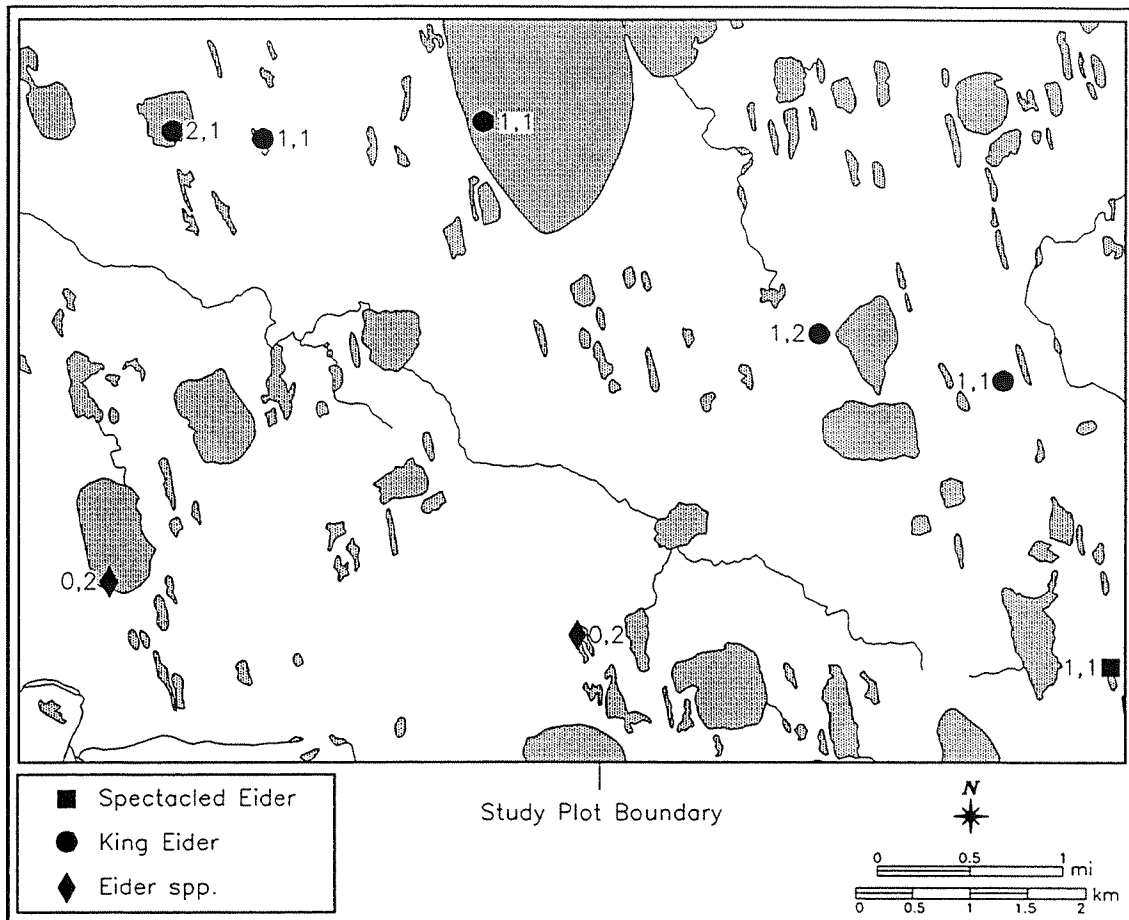 2,1
1,1
1,1
1,2
1,1
0,2
0,2
1,1
Spectacled Eider
King Eider
Eider spp.
Study Plot Boundary
N
0 0.5 1 mi
0 0.5 1 1.5 2 km